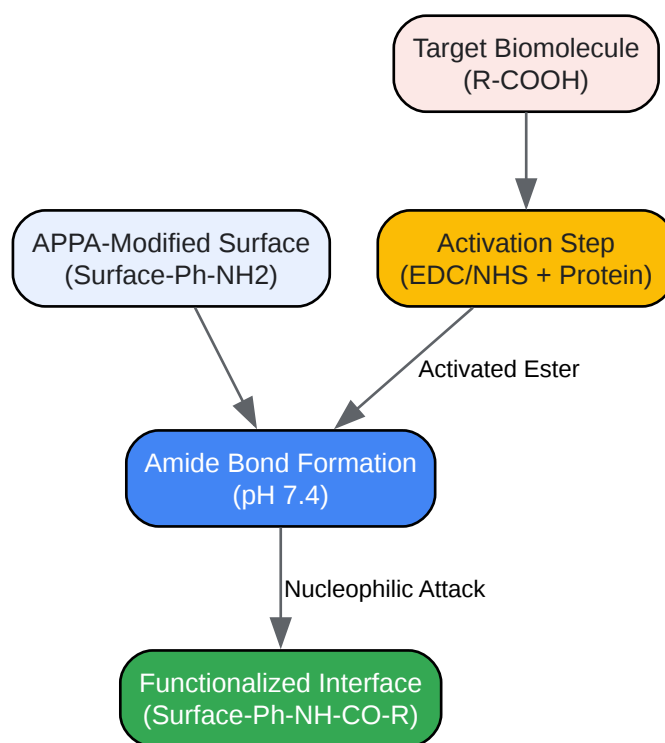 Target Biomolecule
(R-COOH)
APPA-Modified Surface
(Surface-Ph-NH2)
Activation Step
(EDC/NHS + Protein)
Activated Ester
Amide Bond Formation
(pH 7.4)
Nucleophilic Attack
Functionalized Interface
(Surface-Ph-NH-CO-R)